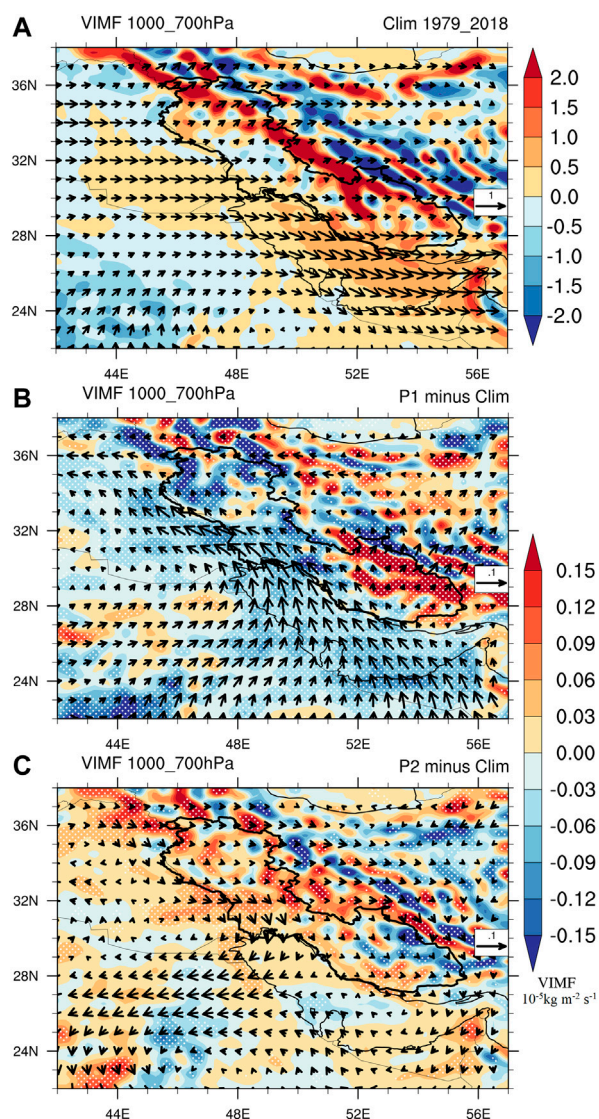 A
VIMF 1000_700hPa
Clim 1979_2018
36N
32N
28N
24N
44E
48E
52E
56E
1
2.0
1.5
1.0
0.5
0.0
-0.5
-1.0
-1.5
-2.0
B
VIMF 1000_700hPa
P1 minus Clim
36N
32N
28N
24N
44E
48E
52E
56E
.1
C
VIMF 1000_700hPa
P2 minus Clim
36N
32N
28N
24N
44E
48E
52E
56E
.1
0.15
0.12
0.09
0.06
0.03
0.00
-0.03
-0.06
-0.09
-0.12
-0.15
VIMF
10⁻⁵kg m⁻² s⁻¹